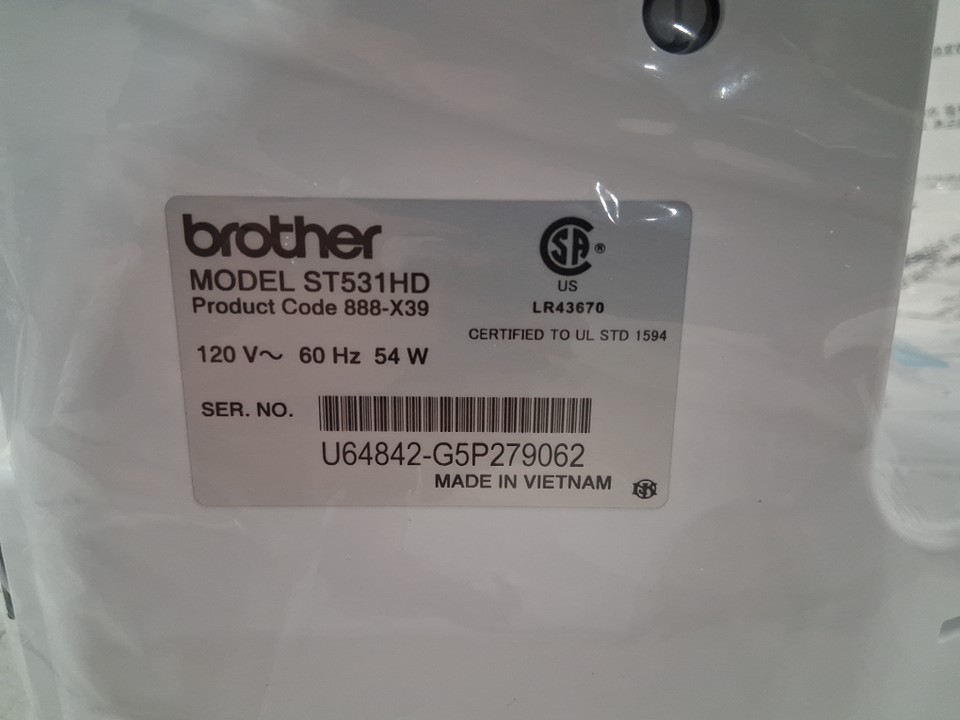 brother
MODEL ST531HD
Product Code 888-X39
120 V~ 60 Hz 54 W
SA ®
US
LR43670
CERTIFIED TO UL STD 1594
SER. NO.
U64842-G5P279062
MADE IN VIETNAM